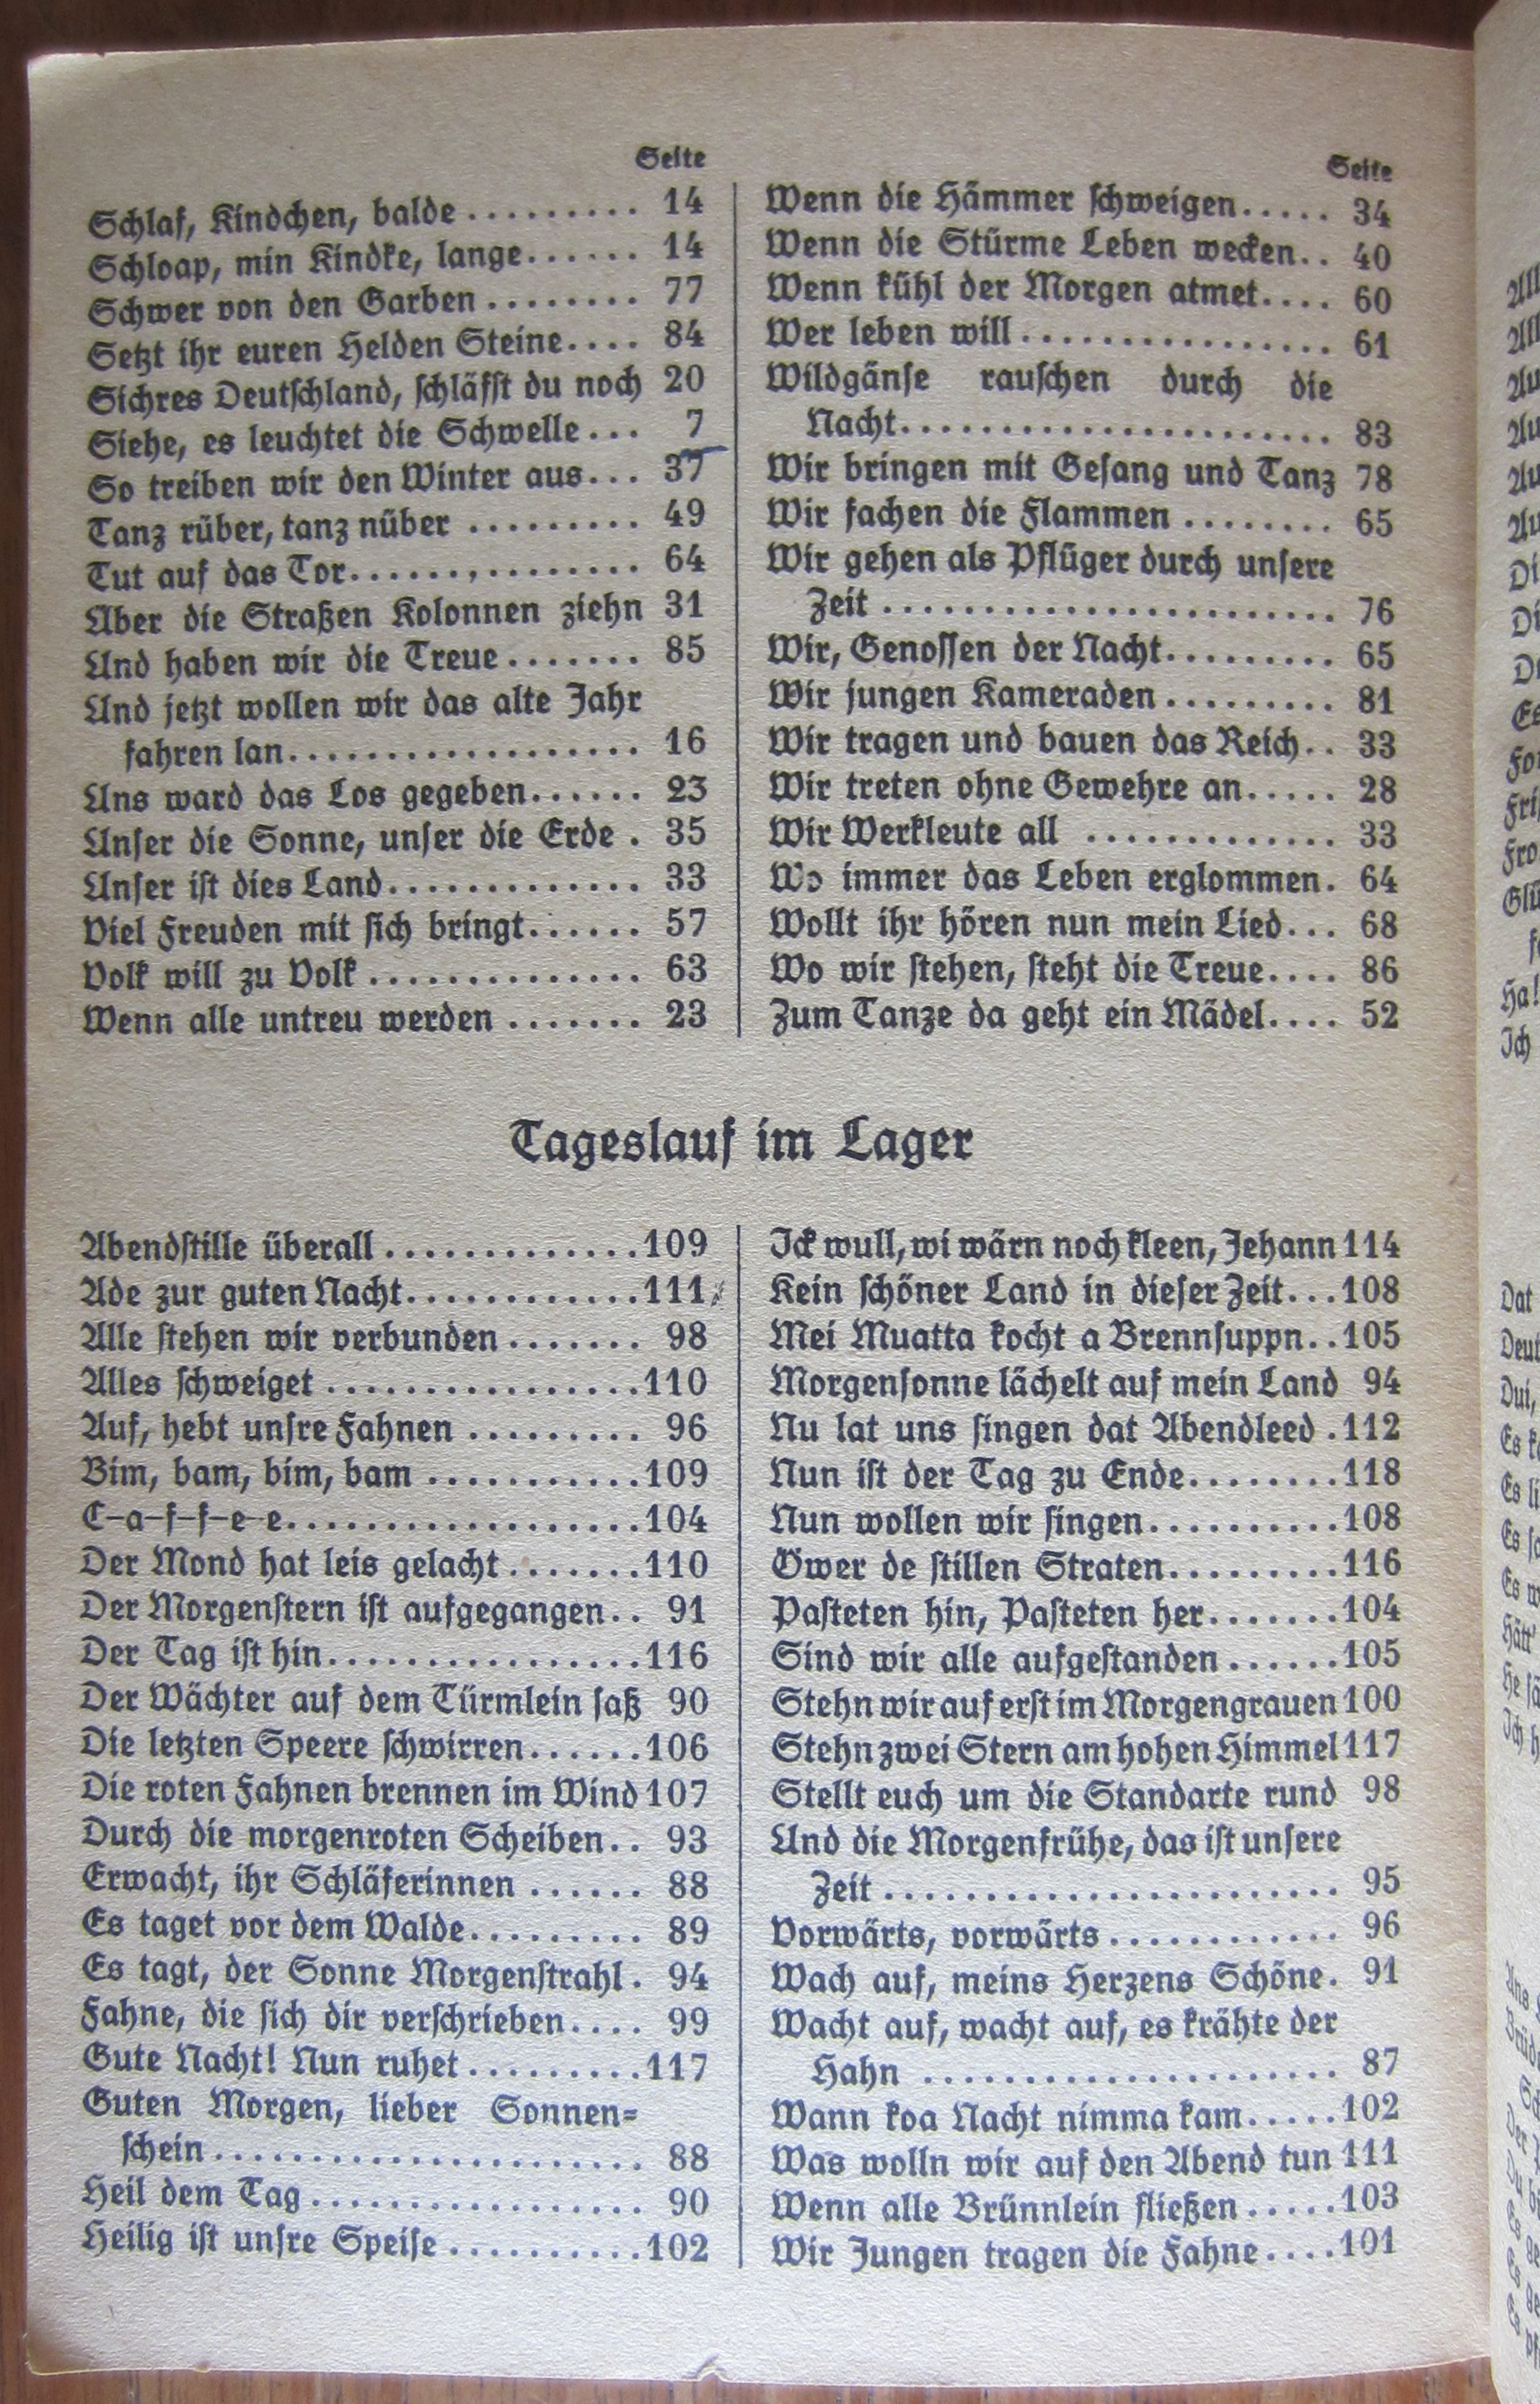 Seite
Schlaf, Kindchen, balde ......... 14
Schloap, min Kindke, lange...... 14
Schwer von den Garben ........ 77
Setzt ihr euren Helden Steine.... 84
Sichres Deutschland, schläfst du noch 20
Siehe, es leuchtet die Schwelle... 7
So treiben wir den Winter aus... 37
Tanz rüber, tanz nüber ......... 49
Tut auf das Tor............... 64
Über die Straßen Kolonnen ziehn 31
Und haben wir die Treue....... 85
Und jetzt wollen wir das alte Jahr
fahren lan.................. 16
Uns ward das Los gegeben...... 23
Unser die Sonne, unser die Erde . 35
Unser ist dies Land............. 33
Viel Freuden mit sich bringt...... 57
Volk will zu Volk .............. 63
Wenn alle untreu werden ....... 23
Seite
Wenn die Hämmer schweigen..... 34
Wenn die Stürme Leben wecken.. 40
Wenn kühl der Morgen atmet.... 60
Wer leben will ................ 61
Wildgänse rauschen durch die
Nacht....................... 83
Wir bringen mit Gesang und Tanz 78
Wir fachen die Flammen ........ 65
Wir gehen als Pflüger durch unsere
Zeit ....................... 76
Wir, Genossen der Nacht......... 65
Wir jungen Kameraden ......... 81
Wir tragen und bauen das Reich.. 33
Wir treten ohne Gewehre an..... 28
Wir Werkleute all ............. 33
Wo immer das Leben erglommen. 64
Wollt ihr hören nun mein Lied... 68
Wo wir stehen, steht die Treue.... 86
Zum Tanze da geht ein Mädel.... 52
Tageslauf im Lager
Abendstille überall .............109
Ade zur guten Nacht............111
Alle stehen wir verbunden ....... 98
Alles schweiget ................110
Auf, hebt unsre Fahnen ......... 96
Bim, bam, bim, bam ...........109
C-a-f-f-e-e..................104
Der Mond hat leis gelacht.......110
Der Morgenstern ist aufgegangen.. 91
Der Tag ist hin................116
Der Wächter auf dem Türmlein saß 90
Die letzten Speere schwirren......106
Die roten Fahnen brennen im Wind 107
Durch die morgenroten Scheiben.. 93
Erwacht, ihr Schläferinnen ...... 88
Es taget vor dem Walde......... 89
Es tagt, der Sonne Morgenstrahl. 94
Fahne, die sich dir verschrieben.... 99
Gute Nacht! Nun ruhet .........117
Guten Morgen, lieber Sonnen=
schein....................... 88
Heil dem Tag ................. 90
Heilig ist unsre Speise ..........102
Ick wull, wi wärn noch kleen, Jehann 114
Kein schöner Land in dieser Zeit...108
Mei Muatta kocht a Brennsuppn..105
Morgensonne lächelt auf mein Land 94
Nu lat uns singen dat Abendleed .112
Nun ist der Tag zu Ende........118
Nun wollen wir singen..........108
Öwer de stillen Straten.........116
Pasteten hin, Pasteten her.......104
Sind wir alle aufgestanden ......105
Stehn wir auf erst im Morgengrauen 100
Stehn zwei Stern am hohen Himmel 117
Stellt euch um die Standarte rund 98
Und die Morgenfrühe, das ist unsere
Zeit ....................... 95
Vorwärts, vorwärts ............ 96
Wach auf, meins Herzens Schöne. 91
Wacht auf, wacht auf, es krähte der
Hahn ..................... 87
Wann koa Nacht nimma kam.....102
Was wolln wir auf den Abend tun 111
Wenn alle Brünnlein fließen .....103
Wir Jungen tragen die Fahne....101